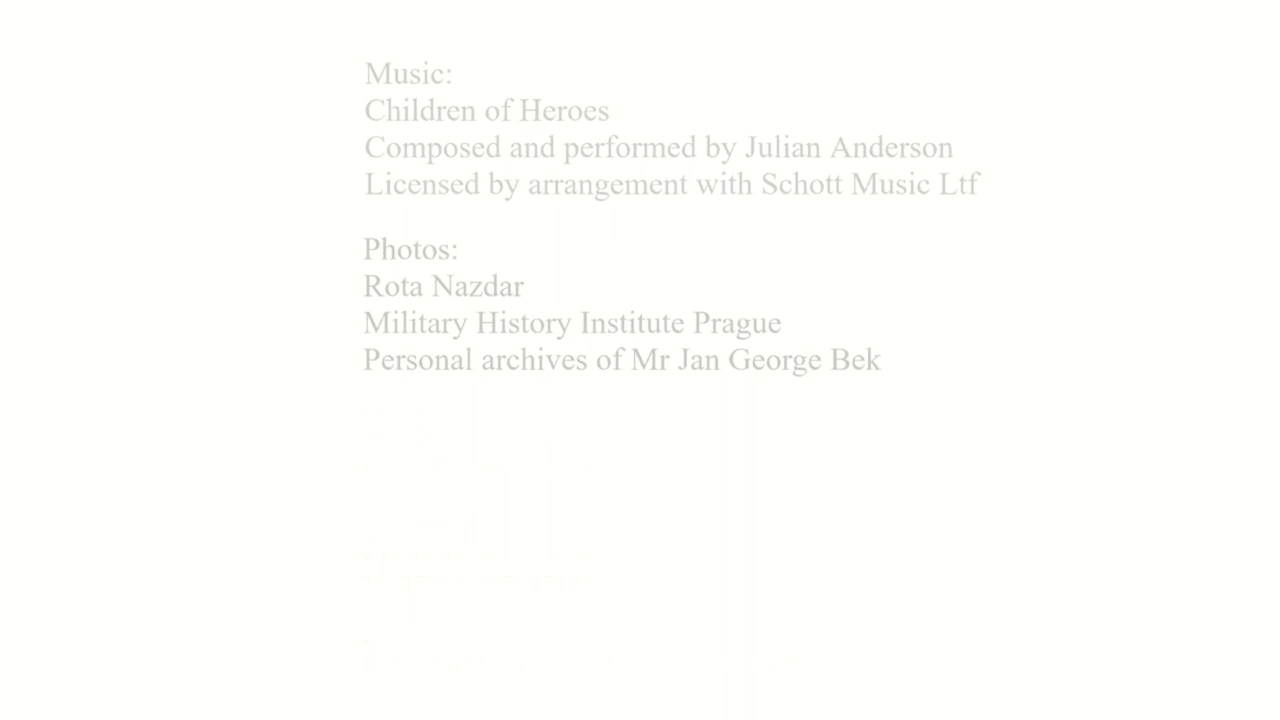 Music:
Children of Heroes
Composed and performed by Julian Anderson
Licensed by arrangement with Schott Music Ltf
Photos:
Rota Nazdar
Military History Institute Prague
Personal archives of Mr Jan George Bek